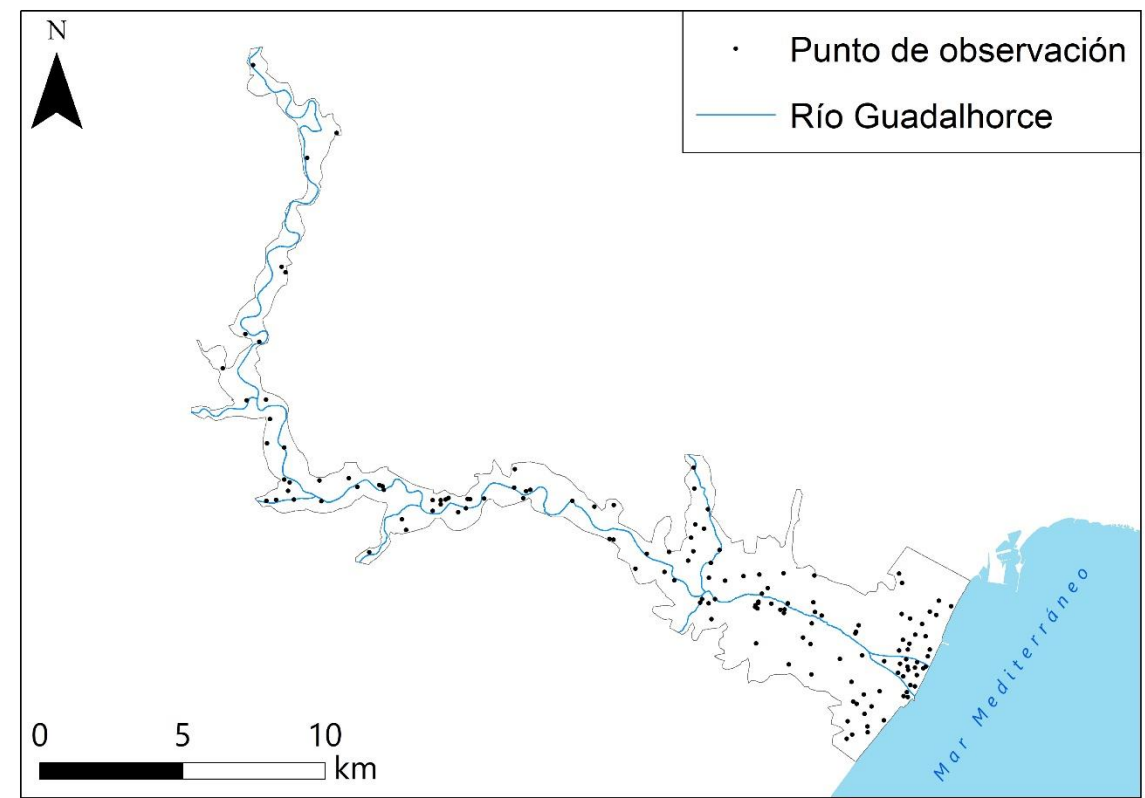 N
Punto de observación
Río Guadalhorce
Mar Mediterráneo
0 5 10
km